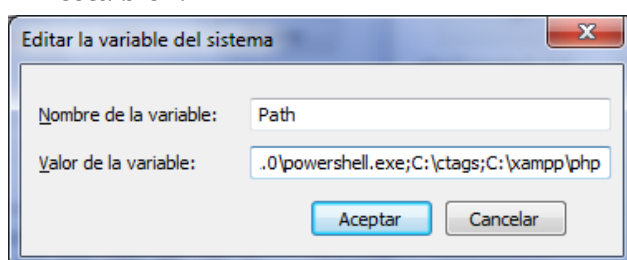 Editar la variable del sistema
Nombre de la variable: Path
Valor de la variable: .0\powershell.exe;C:\ctags;C:\xampp\php
Aceptar Cancelar